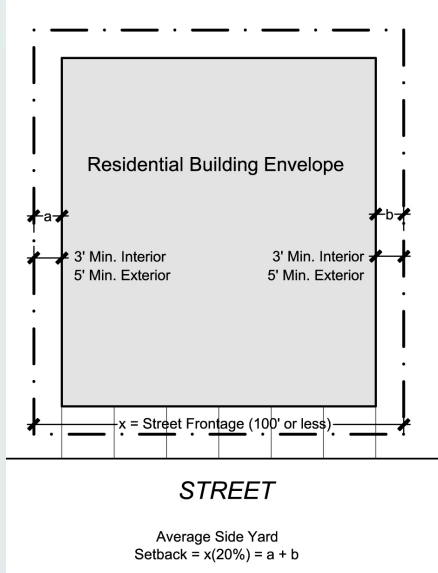 Residential Building Envelope
a
b
3' Min. Interior
5' Min. Exterior
3' Min. Interior
5' Min. Exterior
x = Street Frontage (100' or less)
STREET
Average Side Yard
Setback = x(20%) = a + b